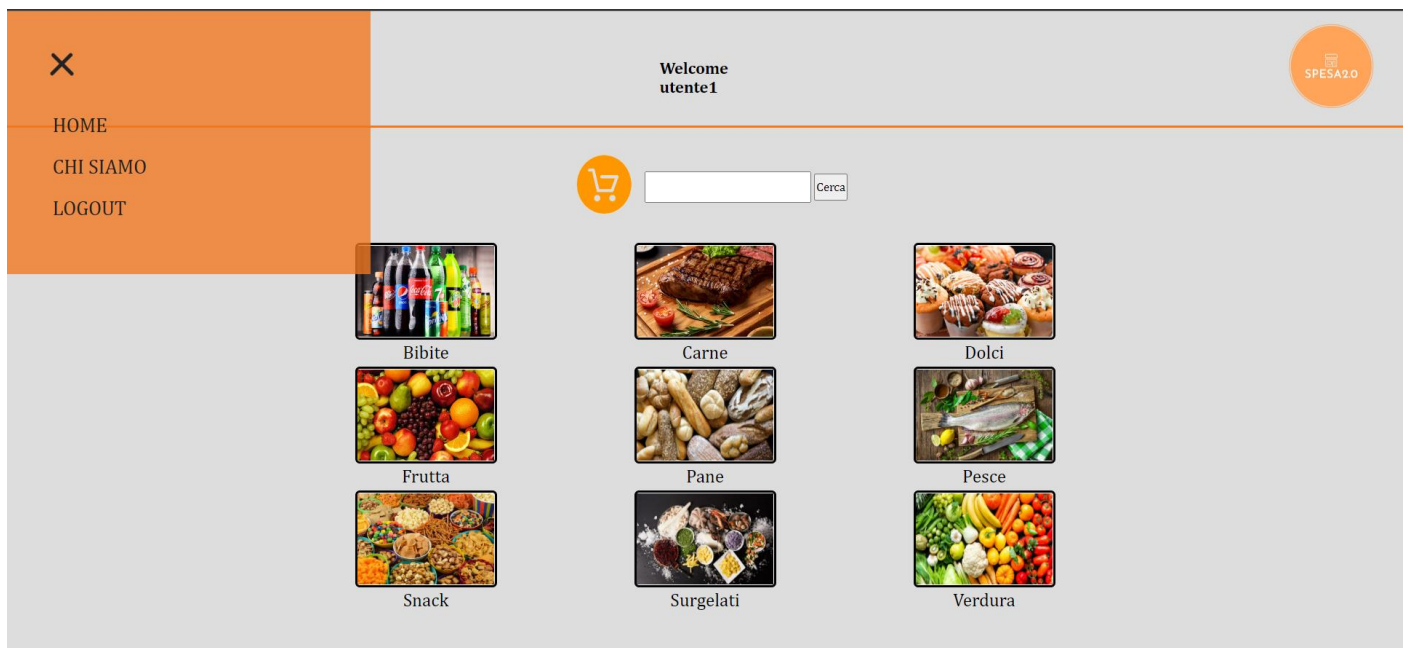 Welcome
utente1
SPESA2.0
HOME
CHI SIAMO
LOGOUT
Cerca
Bibite
Carne
Dolci
Frutta
Pane
Pesce
Snack
Surgelati
Verdura